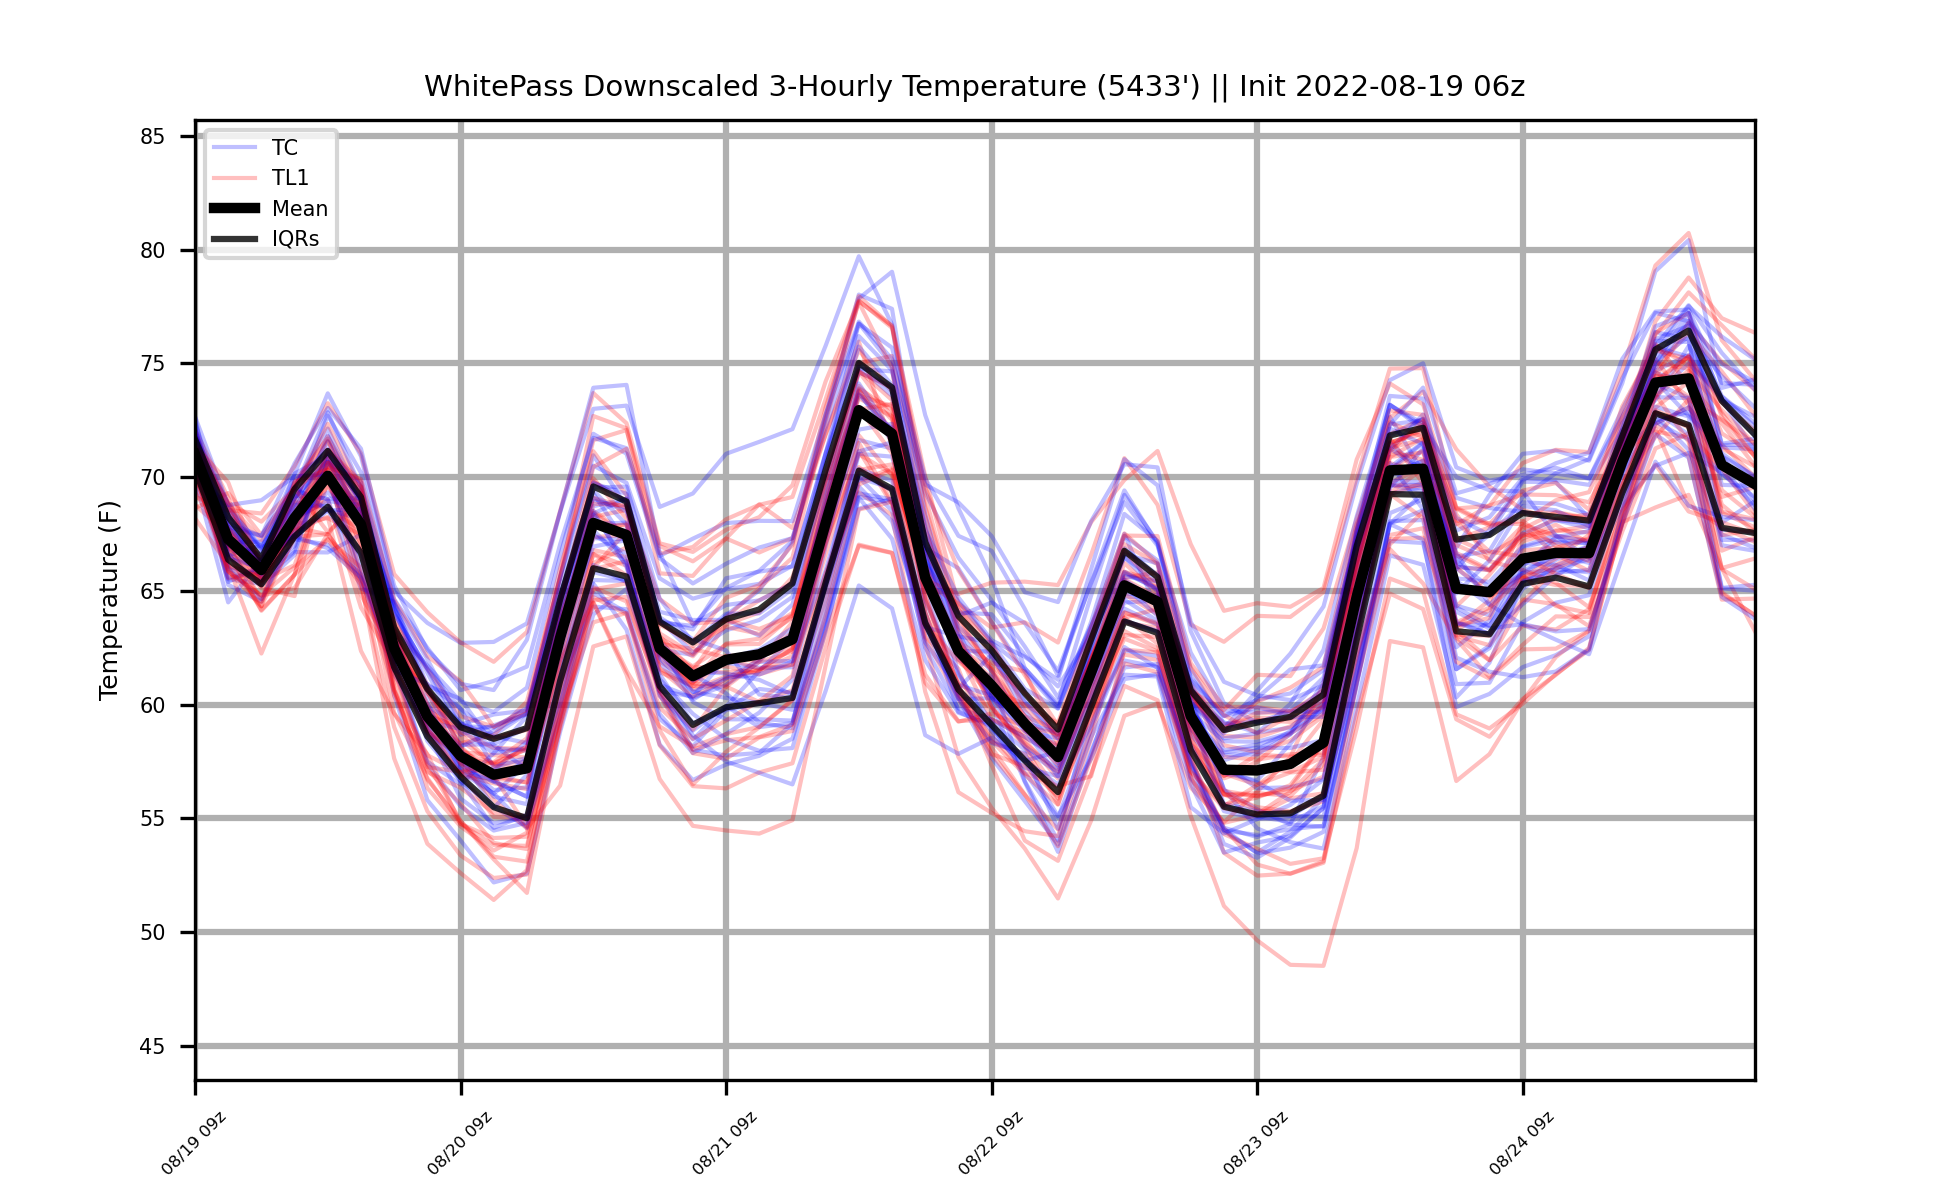 WhitePass Downscaled 3-Hourly Temperature (5433') || Init 2022-08-19 06z
TC
TL1
Mean
IQRs
Temperature (F)
85
80
75
70
65
60
55
50
45
08/19 09z
08/20 09z
08/21 09z
08/22 09z
08/23 09z
08/24 09z